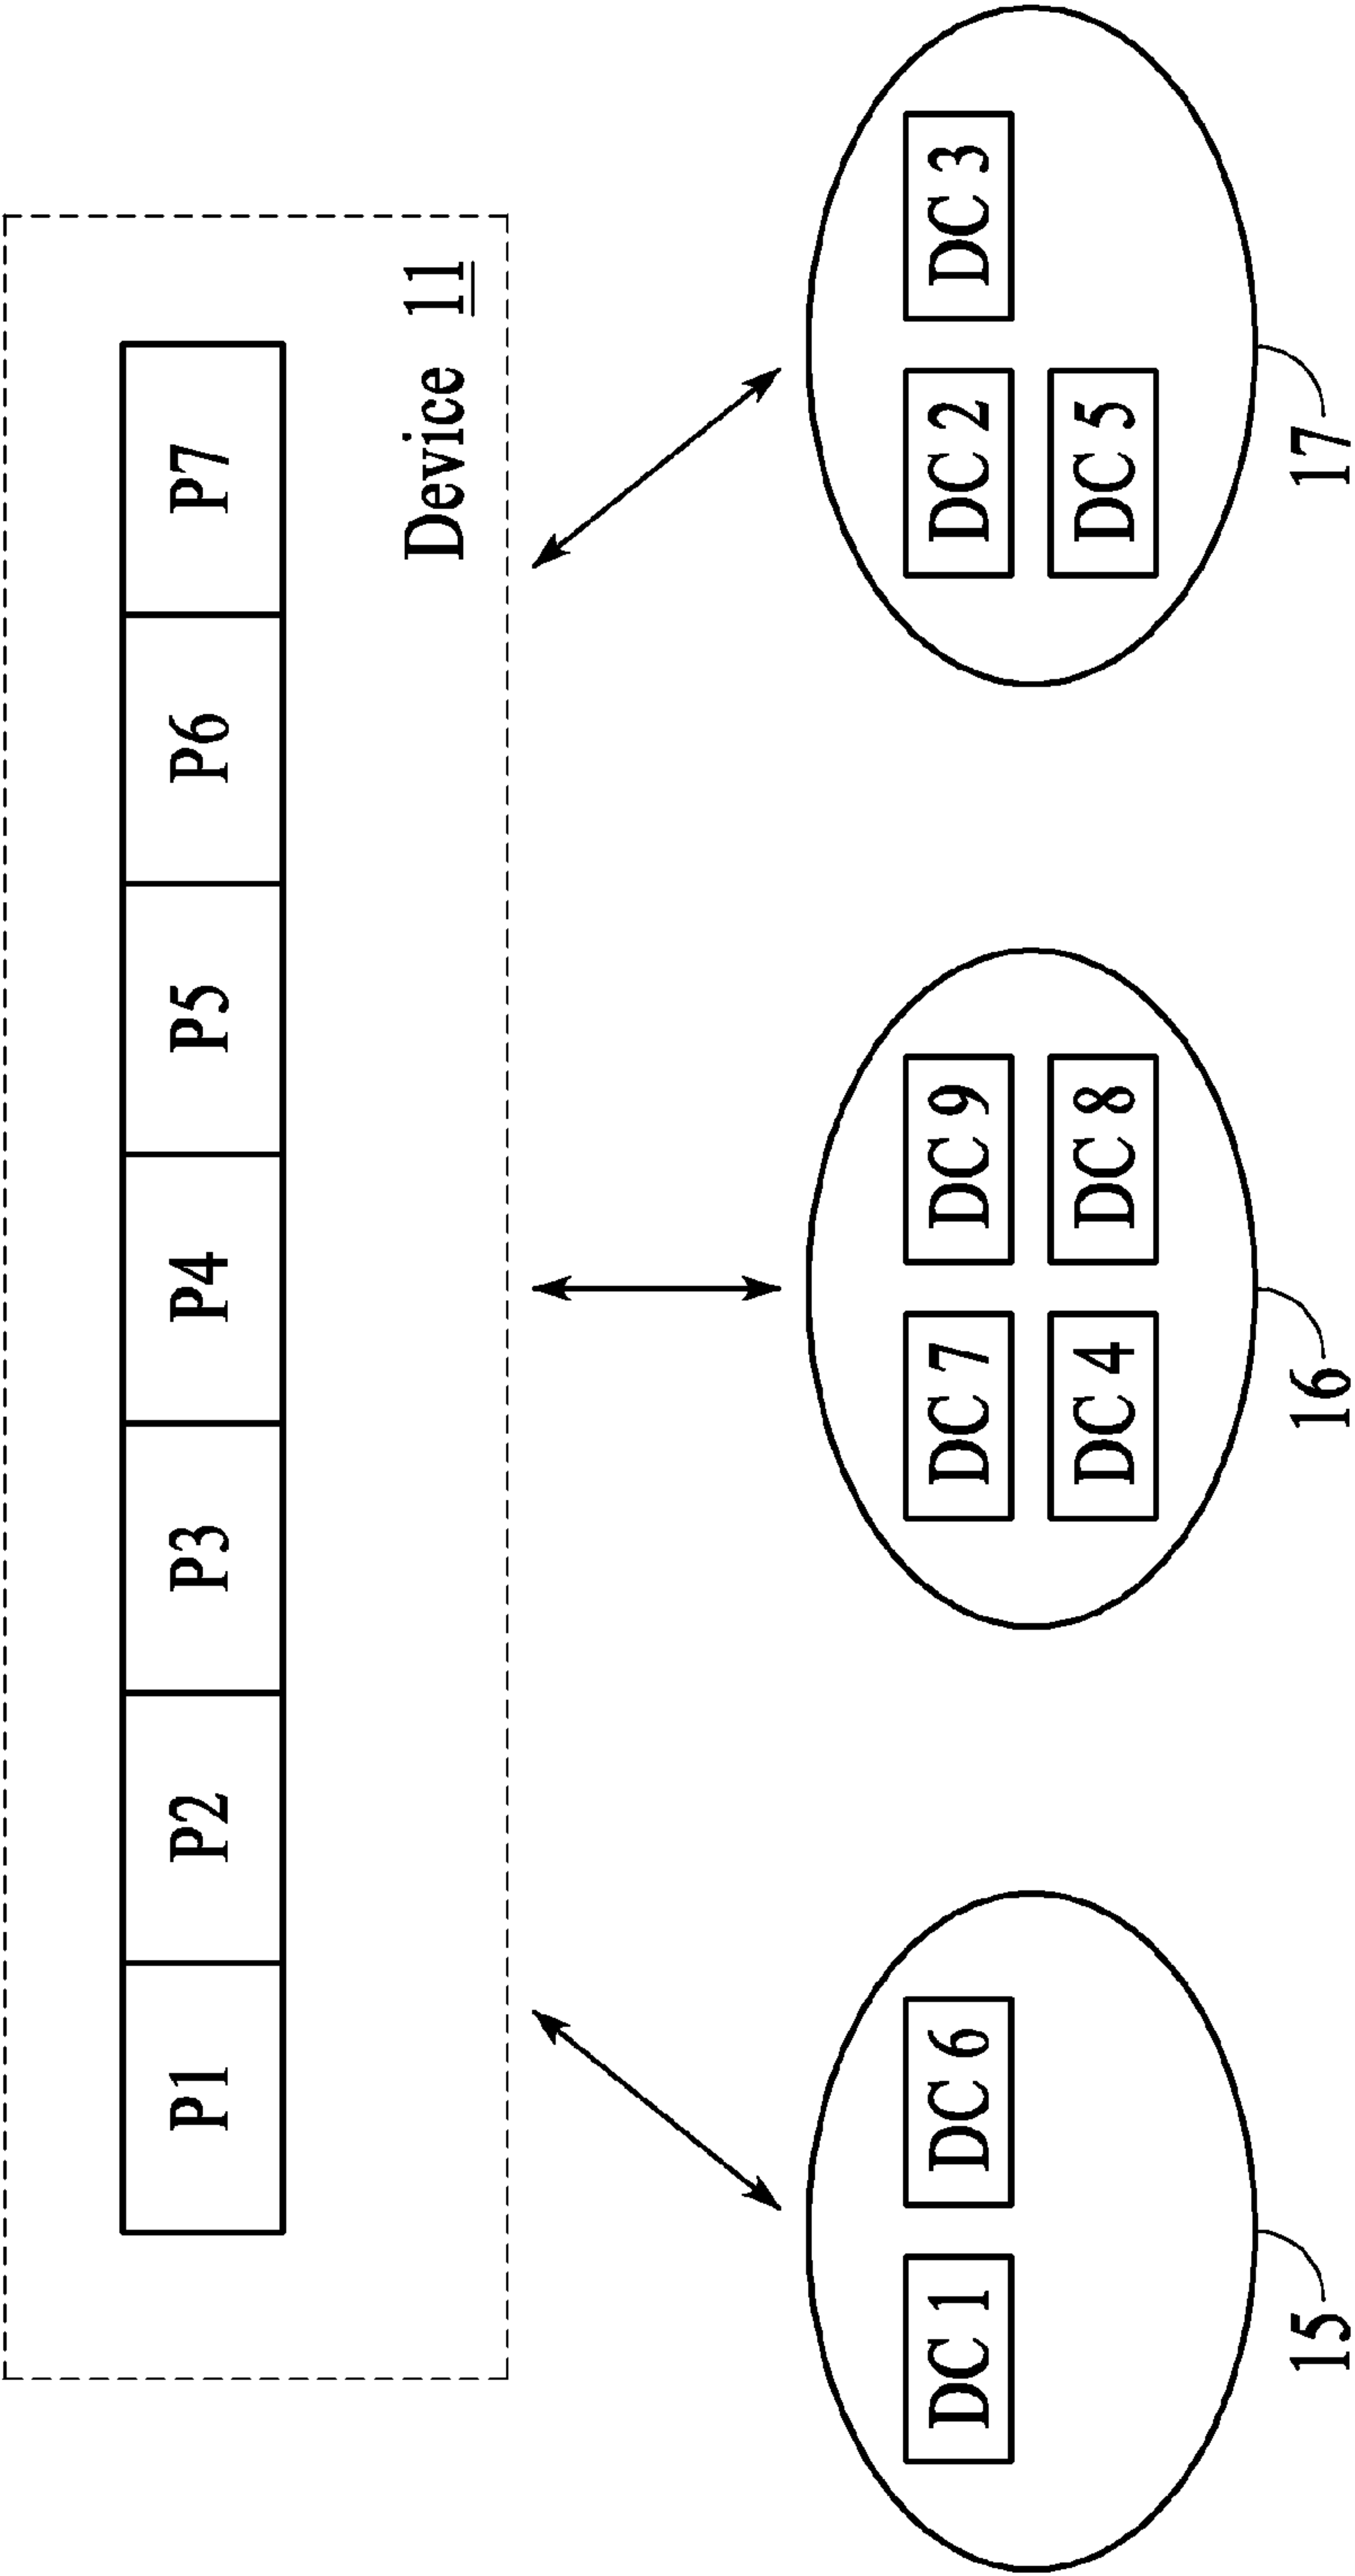 P1 P2 P3 P4 P5 P6 P7
Device 11
DC 1 DC 6
15
DC 7 DC 9
DC 4 DC 8
16
DC 2 DC 3
DC 5
17